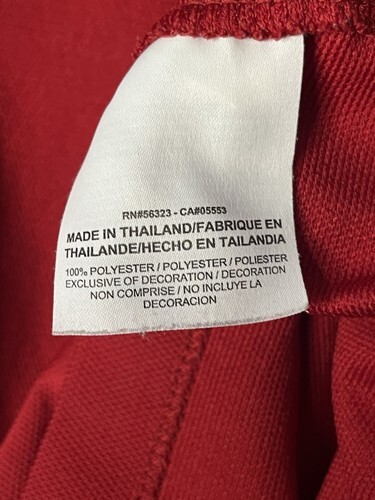 RN#56323 - CA#05553
MADE IN THAILAND/FABRIQUE EN
THAILANDE/HECHO EN TAILANDIA
100% POLYESTER / POLYESTER / POLIESTER
EXCLUSIVE OF DECORATION / DECORATION
NON COMPRISE / NO INCLUYE LA
DECORACION